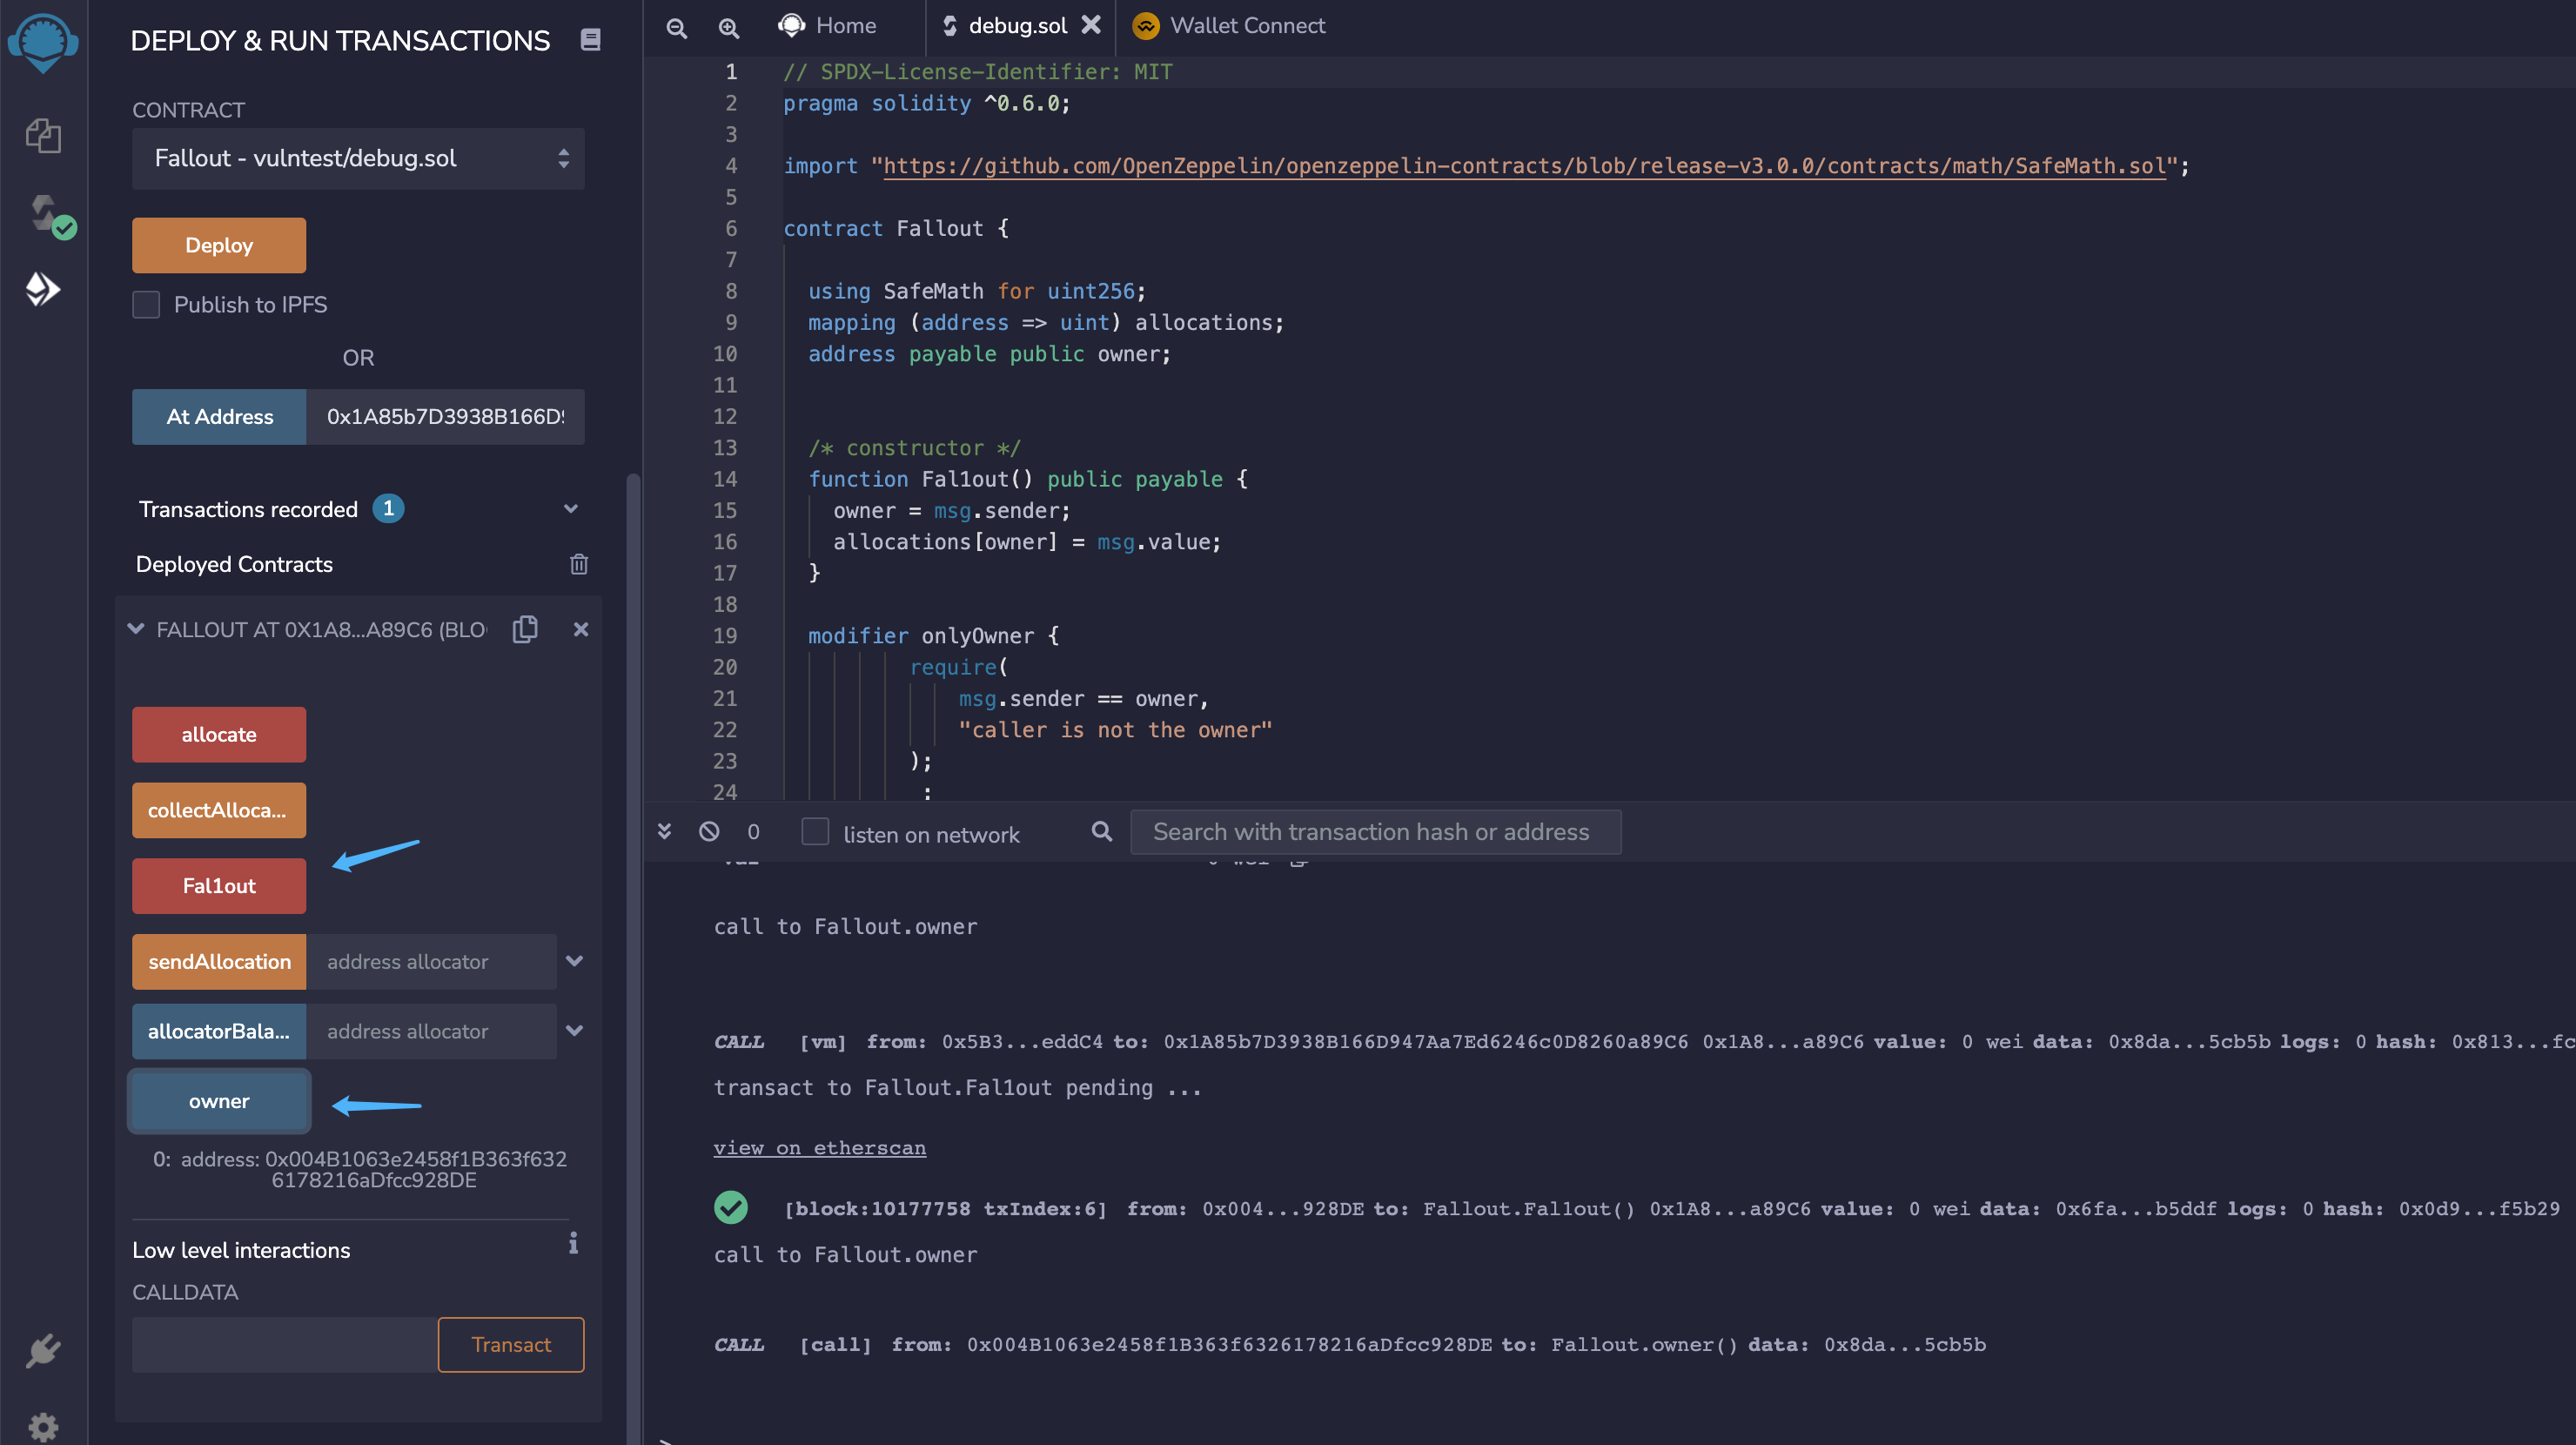 DEPLOY & RUN TRANSACTIONS
CONTRACT
Fallout - vulntest/debug.sol
Deploy
Publish to IPFS
OR
At Address 0x1A85b7D3938B166D
Transactions recorded 1
Deployed Contracts
FALLOUT AT 0X1A8...A89C6 (BLO
allocate
collectAlloca...
Fal1out
sendAllocation address allocator
allocatorBala... address allocator
owner
0: address: 0x004B1063e2458f1B363f632
6178216aDfcc928DE
Low level interactions
i
CALLDATA
Transact
Home
debug.sol
Wallet Connect
1 // SPDX-License-Identifier: MIT
2 pragma solidity ^0.6.0;
3
4 import "https://github.com/OpenZeppelin/openzeppelin-contracts/blob/release-v3.0.0/contracts/math/SafeMath.sol";
5
6 contract Fallout {
7
8 using SafeMath for uint256;
9 mapping (address => uint) allocations;
10 address payable public owner;
11
12
13 /* constructor */
14 function Fal1out() public payable {
15 owner = msg.sender;
16 allocations[owner] = msg.value;
17 }
18
19 modifier onlyOwner {
20 require(
21 msg.sender == owner,
22 "caller is not the owner"
23 );
24
0 listen on network Search with transaction hash or address
call to Fallout.owner
CALL [vm] from: 0x5B3...eddC4 to: 0x1A85b7D3938B166D947Aa7Ed6246c0D8260a89C6 0x1A8...a89C6 value: 0 wei data: 0x8da...5cb5b logs: 0 hash: 0x813...fc
transact to Fallout.Fal1out pending ...
view on etherscan
[block:10177758 txIndex:6] from: 0x004...928DE to: Fallout.Fal1out() 0x1A8...a89C6 value: 0 wei data: 0x6fa...b5ddf logs: 0 hash: 0x0d9...f5b29
call to Fallout.owner
CALL [call] from: 0x004B1063e2458f1B363f6326178216aDfcc928DE to: Fallout.owner() data: 0x8da...5cb5b